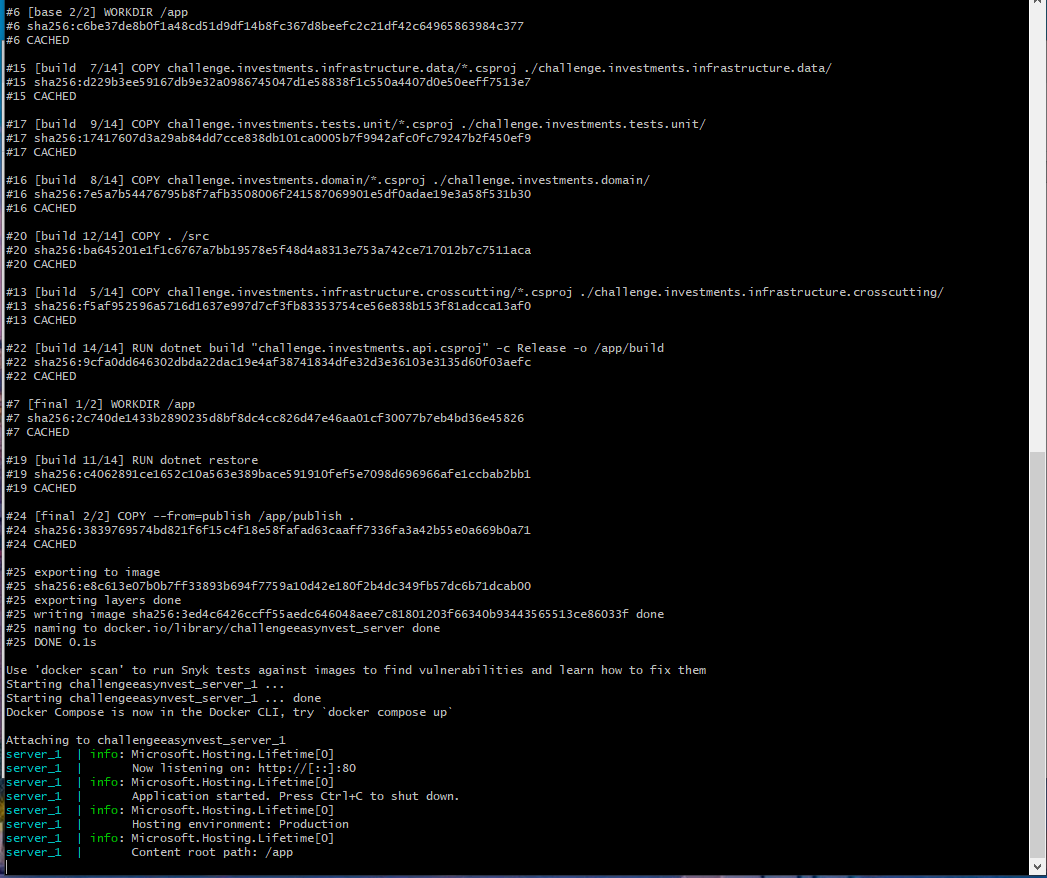 #6 [base 2/2] WORKDIR /app
#6 sha256:c6be37de8b0f1a48cd51d9df14b8fc367d8beefc2c21df42c64965863984c377
#6 CACHED
#15 [build  7/14] COPY challenge.investments.infrastructure.data/*.csproj ./challenge.investments.infrastructure.data/
#15 sha256:d229b3ee59167db9e32a0986745047d1e58838f1c550a4407d0e50eeff7513e7
#15 CACHED
#17 [build  9/14] COPY challenge.investments.tests.unit/*.csproj ./challenge.investments.tests.unit/
#17 sha256:17417607d3a29ab84dd7cce838db101ca0005b7f9942afc0fc79247b2f450ef9
#17 CACHED
#16 [build  8/14] COPY challenge.investments.domain/*.csproj ./challenge.investments.domain/
#16 sha256:7e5a7b54476795b8f7afb3508006f241587069901e5df0adae19e3a58f531b30
#16 CACHED
#20 [build 12/14] COPY . /src
#20 sha256:ba645201e1f1c6767a7bb19578e5f48d4a8313e753a742ce717012b7c7511aca
#20 CACHED
#13 [build  5/14] COPY challenge.investments.infrastructure.crosscutting/*.csproj ./challenge.investments.infrastructure.crosscutting/
#13 sha256:f5af952596a5716d1637e997d7cf3fb83353754ce56e838b153f81adcca13af0
#13 CACHED
#22 [build 14/14] RUN dotnet build "challenge.investments.api.csproj" -c Release -o /app/build
#22 sha256:9cfa0dd646302dbda22dac19e4af38741834dfe32d3e36103e3135d60f03aefc
#22 CACHED
#7 [final 1/2] WORKDIR /app
#7 sha256:2c740de1433b2890235d8bf8dc4cc826d47e46aa01cf30077b7eb4bd36e45826
#7 CACHED
#19 [build 11/14] RUN dotnet restore
#19 sha256:c4062891ce1652c10a563e389bace591910fef5e7098d696966afe1ccbab2bb1
#19 CACHED
#24 [final 2/2] COPY --from=publish /app/publish .
#24 sha256:3839769574bd821f6f15c4f18e58fafad63caaff7336fa3a42b55e0a669b0a71
#24 CACHED
#25 exporting to image
#25 sha256:e8c613e07b0b7ff33893b694f7759a10d42e180f2b4dc349fb57dc6b71dcab00
#25 exporting layers done
#25 writing image sha256:3ed4c6426ccff55aedc646048aee7c81801203f66340b93443565513ce86033f done
#25 naming to docker.io/library/challengeeasynvest_server done
#25 DONE 0.1s
Use 'docker scan' to run Snyk tests against images to find vulnerabilities and learn how to fix them
Starting challengeeasynvest_server_1 ...
Starting challengeeasynvest_server_1 ... done
Docker Compose is now in the Docker CLI, try `docker compose up`
Attaching to challengeeasynvest_server_1
server_1  | info: Microsoft.Hosting.Lifetime[0]
server_1  |       Now listening on: http://[::]:80
server_1  | info: Microsoft.Hosting.Lifetime[0]
server_1  |       Application started. Press Ctrl+C to shut down.
server_1  | info: Microsoft.Hosting.Lifetime[0]
server_1  |       Hosting environment: Production
server_1  | info: Microsoft.Hosting.Lifetime[0]
server_1  |       Content root path: /app